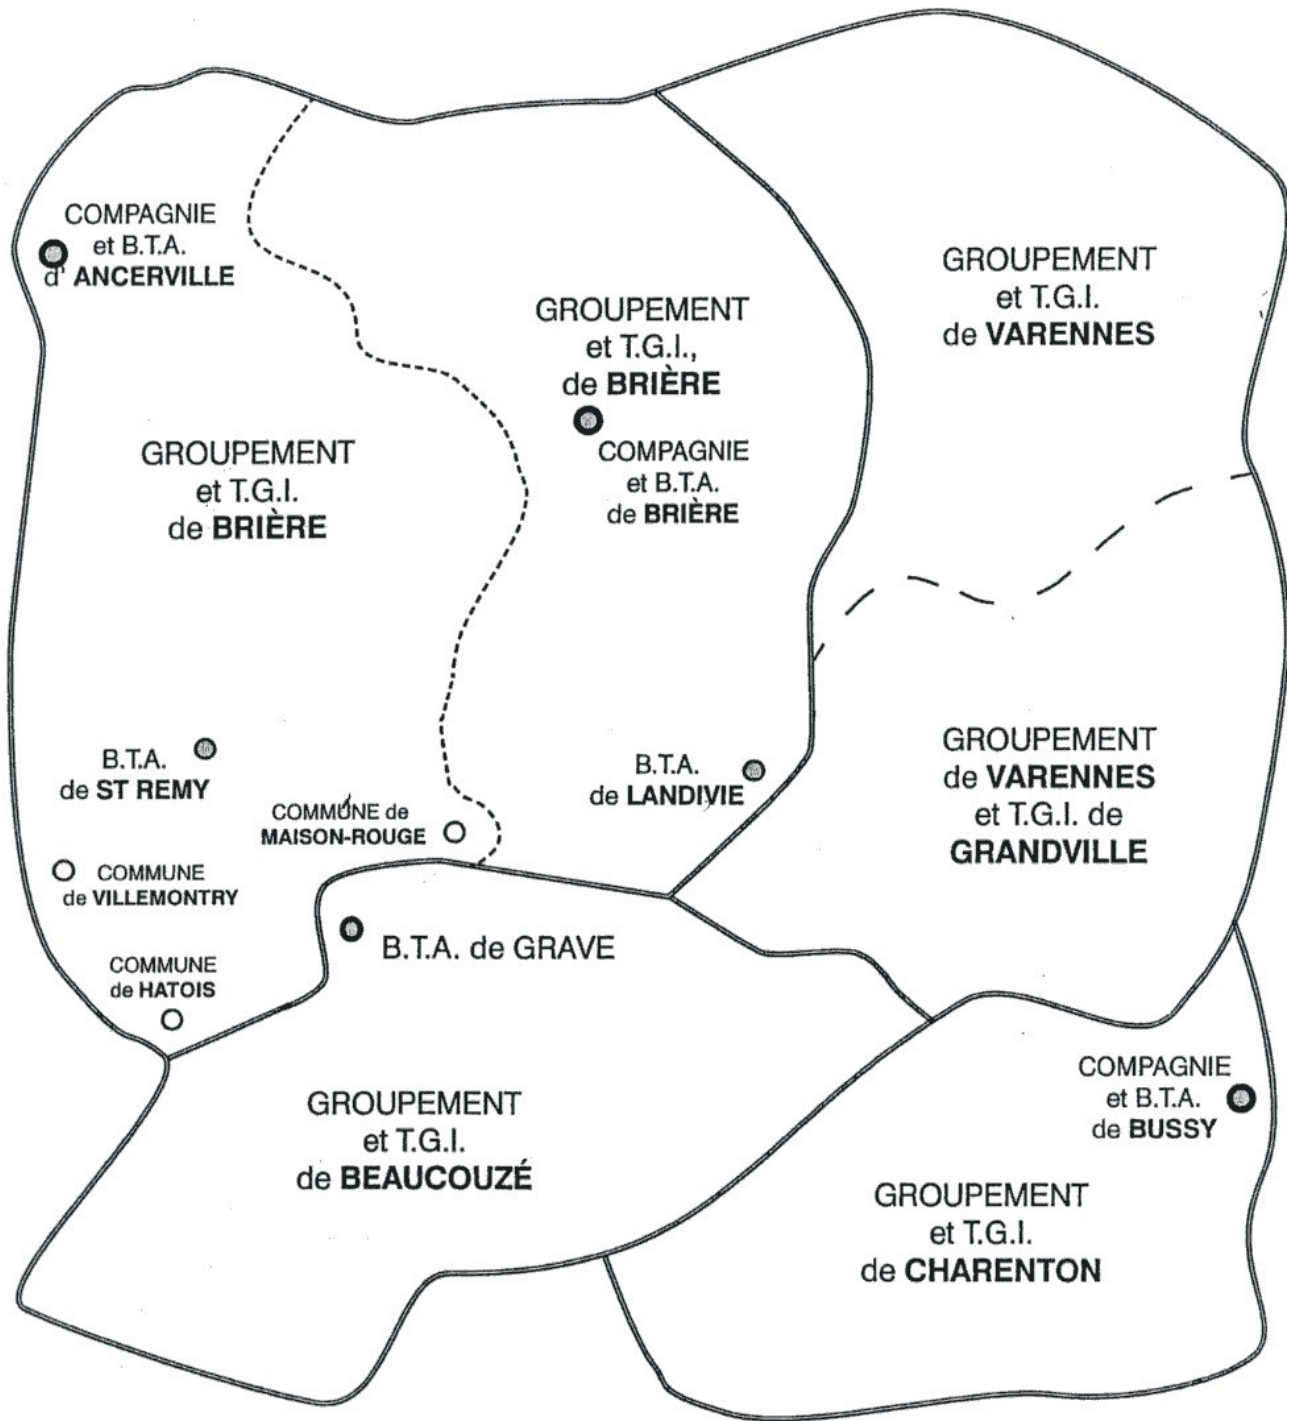 COMPAGNIE
et B.T.A.
d' ANCERVILLE
GROUPEMENT
et T.G.I.
de VARENNES
GROUPEMENT
et T.G.I.,
de BRIÈRE
COMPAGNIE
et B.T.A.
de BRIÈRE
GROUPEMENT
et T.G.I.
de BRIÈRE
B.T.A.
de ST REMY
B.T.A.
de LANDIVIE
GROUPEMENT
de VARENNES
et T.G.I. de
GRANDVILLE
COMMUNE de
MAISON-ROUGE
COMMUNE
de VILLEMONTRY
B.T.A. de GRAVE
COMMUNE
de HATOIS
COMPAGNIE
et B.T.A.
de BUSSY
GROUPEMENT
et T.G.I.
de BEAUCOUZÉ
GROUPEMENT
et T.G.I.
de CHARENTON